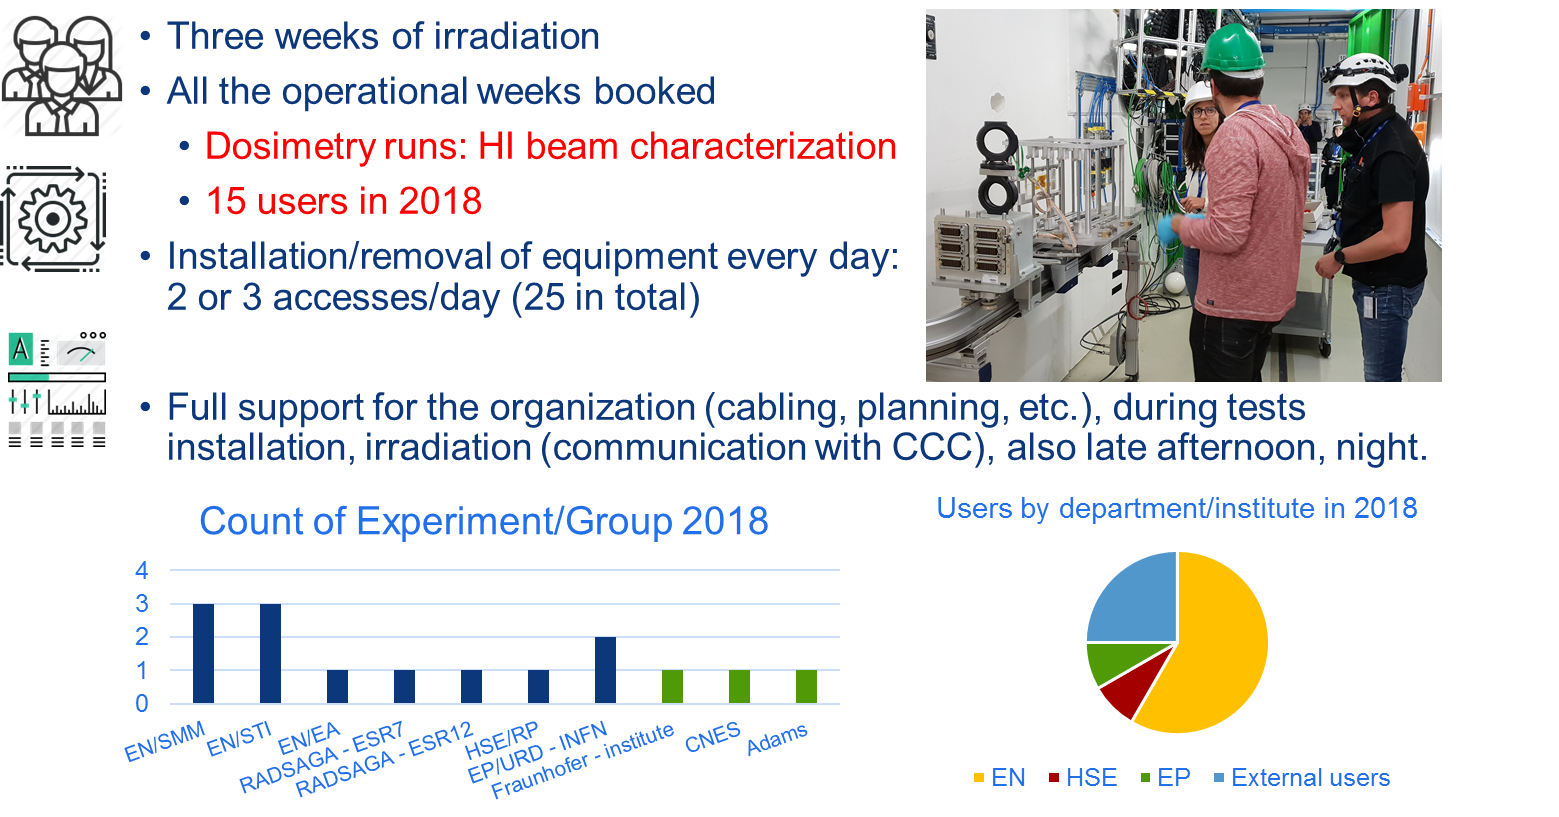 • Three weeks of irradiation
• All the operational weeks booked
• Dosimetry runs: HI beam characterization
• 15 users in 2018
• Installation/removal of equipment every day:
2 or 3 accesses/day (25 in total)
A
• Full support for the organization (cabling, planning, etc.), during tests
installation, irradiation (communication with CCC), also late afternoon, night.
Count of Experiment/Group 2018
4
3
2
1
0
EN/SMM
EN/STI
EN/EA
RADSAGA - ESR7
RADSAGA - ESR12
HSE/RP
EP/URD - INFN
Fraunhofer - institute
CNES
Adams
Users by department/institute in 2018
EN HSE EP External users